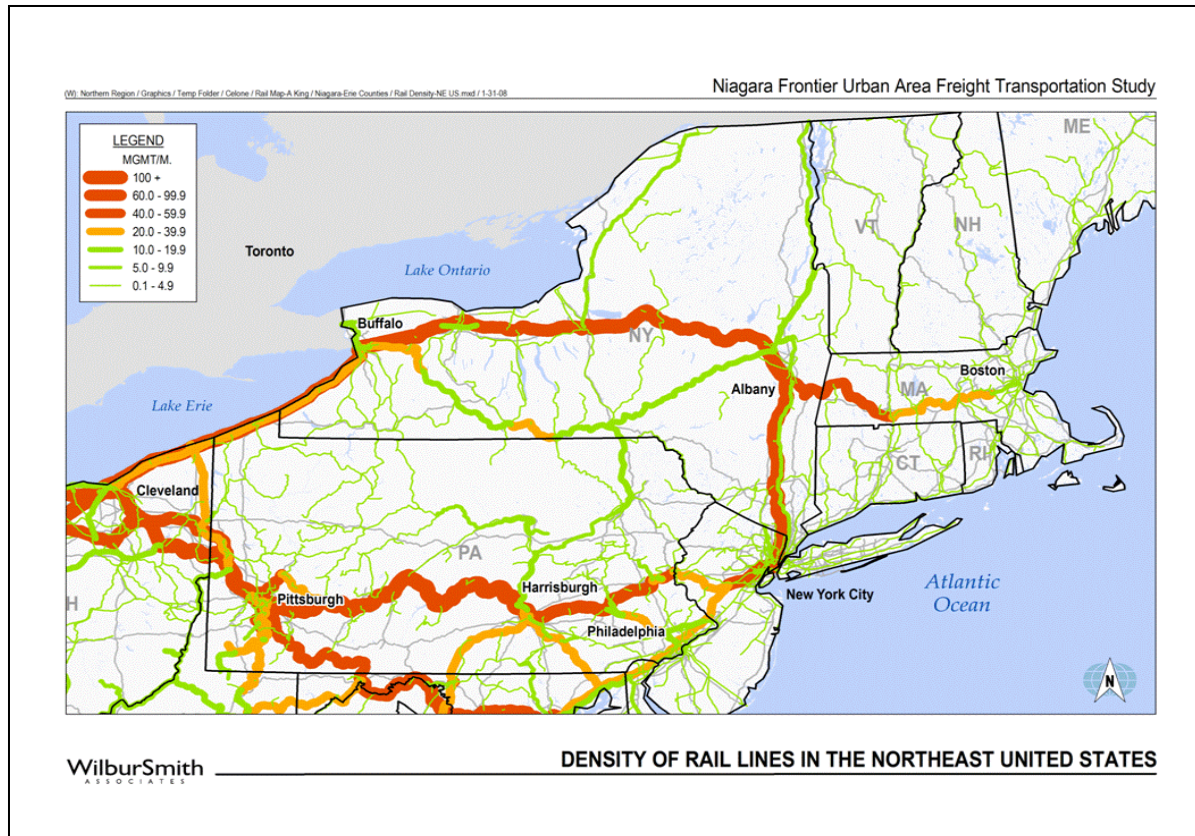 Niagara Frontier Urban Area Freight Transportation Study
(W): Northern Region / Graphics / Temp Folder / Celone / Rail Map-A King / Niagara-Erie Counties / Rail Density-NE US.mxd / 1-31-08
LEGEND
MGMT/M.
100 +
60.0 - 99.9
40.0 - 59.9
20.0 - 39.9
10.0 - 19.9
5.0 - 9.9
0.1 - 4.9
ME
VT
NH
Toronto
Lake Ontario
Buffalo
NY
Boston
Albany
MA
Lake Erie
CT
RI
Cleveland
PA
Harrisburgh
Atlantic
Ocean
H
Pittsburgh
New York City
Philadelphia
N
WilburSmith
ASSOCIATES
DENSITY OF RAIL LINES IN THE NORTHEAST UNITED STATES